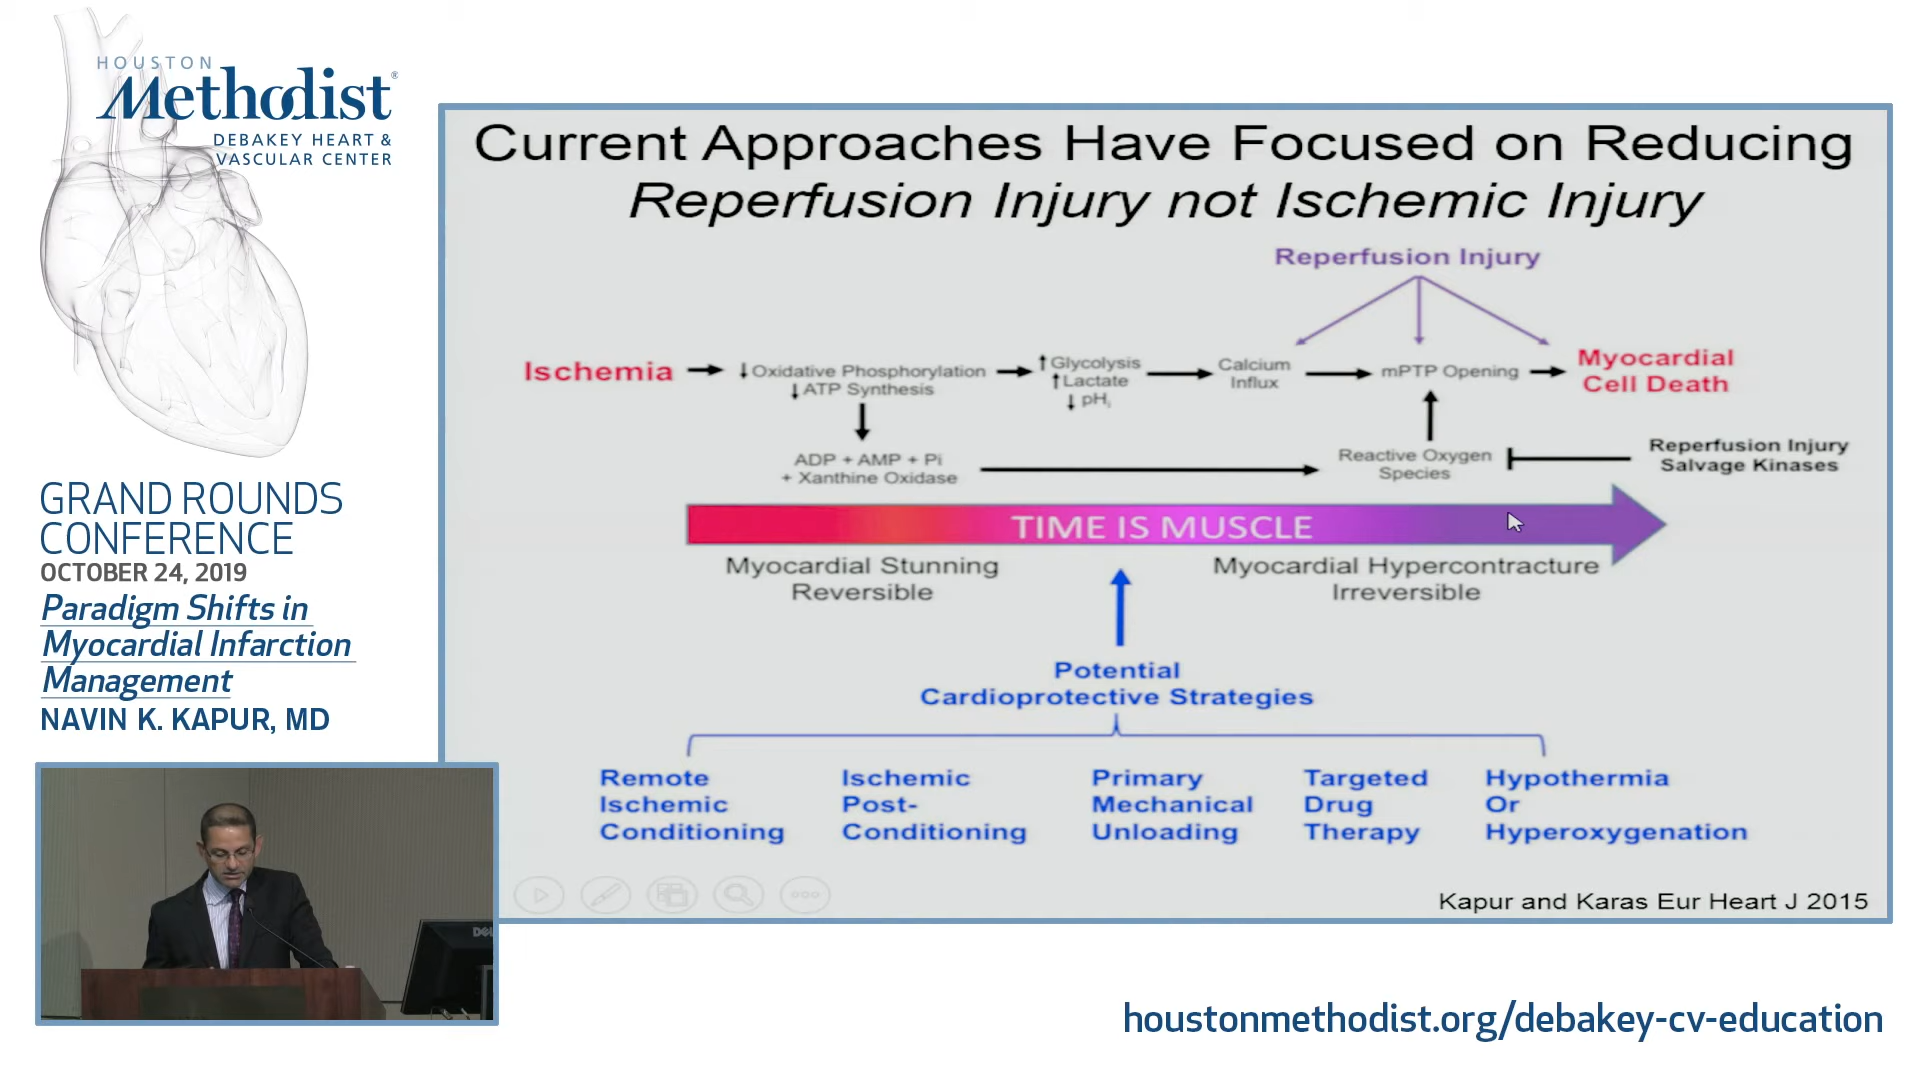 HOUSTON
Methodist®
DEBAKEY HEART &
VASCULAR CENTER
GRAND ROUNDS
CONFERENCE
OCTOBER 24, 2019
Paradigm Shifts in
Myocardial Infarction
Management
NAVIN K. KAPUR, MD
Current Approaches Have Focused on Reducing
Reperfusion Injury not Ischemic Injury
Reperfusion Injury
Ischemia
↓Oxidative Phosphorylation
↓ATP Synthesis
↑Glycolysis
↑Lactate
↓ pHi
Calcium
Influx
mPTP Opening
Myocardial
Cell Death
ADP + AMP + Pi
+ Xanthine Oxidase
Reactive Oxygen
Species
Reperfusion Injury
Salvage Kinases
TIME IS MUSCLE
Myocardial Stunning
Reversible
Myocardial Hypercontracture
Irreversible
Potential
Cardioprotective Strategies
Remote
Ischemic
Conditioning
Ischemic
Post-
Conditioning
Primary
Mechanical
Unloading
Targeted
Drug
Therapy
Hypothermia
Or
Hyperoxygenation
Kapur and Karas Eur Heart J 2015
houstonmethodist.org/debakey-cv-education